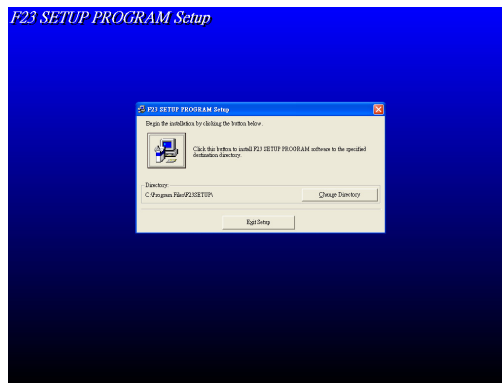 F23 SETUP PROGRAM Setup
F23 SETUP PROGRAM Setup
Begin the installation by clicking the button below.
Click this button to install F23 SETUP PROGRAM software to the specified
destination directory.
Directory:
C:\Program Files\F23SETUP\
Change Directory
Exit Setup